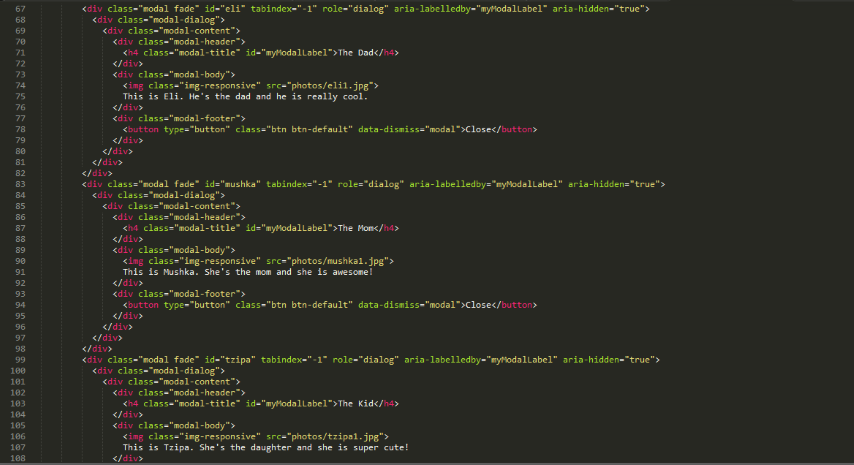 67 <div class="modal fade" id="eli" tabindex="-1" role="dialog" aria-labelledby="myModalLabel" aria-hidden="true">
68 <div class="modal-dialog">
69 <div class="modal-content">
70 <div class="modal-header">
71 <h4 class="modal-title" id="myModalLabel">The Dad</h4>
72 </div>
73 <div class="modal-body">
74 <img class="img-responsive" src="photos/eli1.jpg">
75 This is Eli. He's the dad and he is really cool.
76 </div>
77 <div class="modal-footer">
78 <button type="button" class="btn btn-default" data-dismiss="modal">Close</button>
79 </div>
80 </div>
81 </div>
82 </div>
83 <div class="modal fade" id="mushka" tabindex="-1" role="dialog" aria-labelledby="myModalLabel" aria-hidden="true">
84 <div class="modal-dialog">
85 <div class="modal-content">
86 <div class="modal-header">
87 <h4 class="modal-title" id="myModalLabel">The Mom</h4>
88 </div>
89 <div class="modal-body">
90 <img class="img-responsive" src="photos/mushka1.jpg">
91 This is Mushka. She's the mom and she is awesome!
92 </div>
93 <div class="modal-footer">
94 <button type="button" class="btn btn-default" data-dismiss="modal">Close</button>
95 </div>
96 </div>
97 </div>
98 </div>
99 <div class="modal fade" id="tzipa" tabindex="-1" role="dialog" aria-labelledby="myModalLabel" aria-hidden="true">
100 <div class="modal-dialog">
101 <div class="modal-content">
102 <div class="modal-header">
103 <h4 class="modal-title" id="myModalLabel">The Kid</h4>
104 </div>
105 <div class="modal-body">
106 <img class="img-responsive" src="photos/tzipa1.jpg">
107 This is Tzipa. She's the daughter and she is super cute!
108 </div>